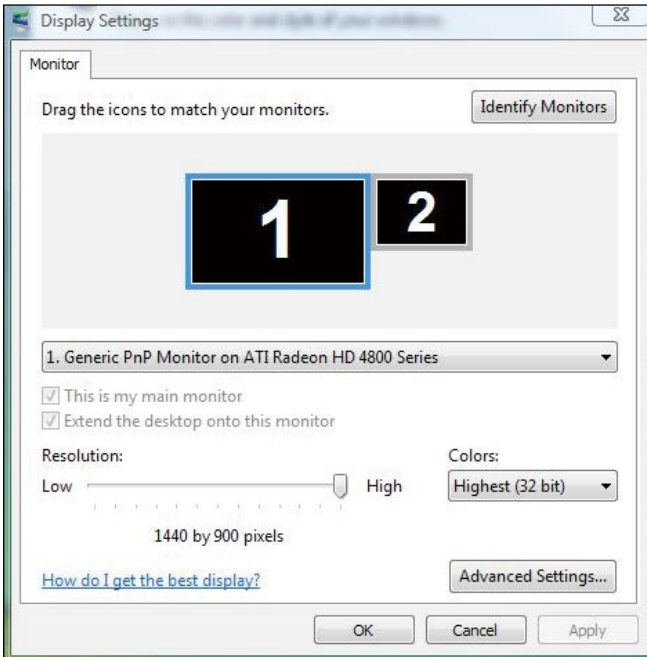 Display Settings
Monitor
Drag the icons to match your monitors.
Identify Monitors
1
2
1. Generic PnP Monitor on ATI Radeon HD 4800 Series
This is my main monitor
Extend the desktop onto this monitor
Resolution:
Colors:
Low
High
Highest (32 bit)
1440 by 900 pixels
How do I get the best display?
Advanced Settings...
OK
Cancel
Apply